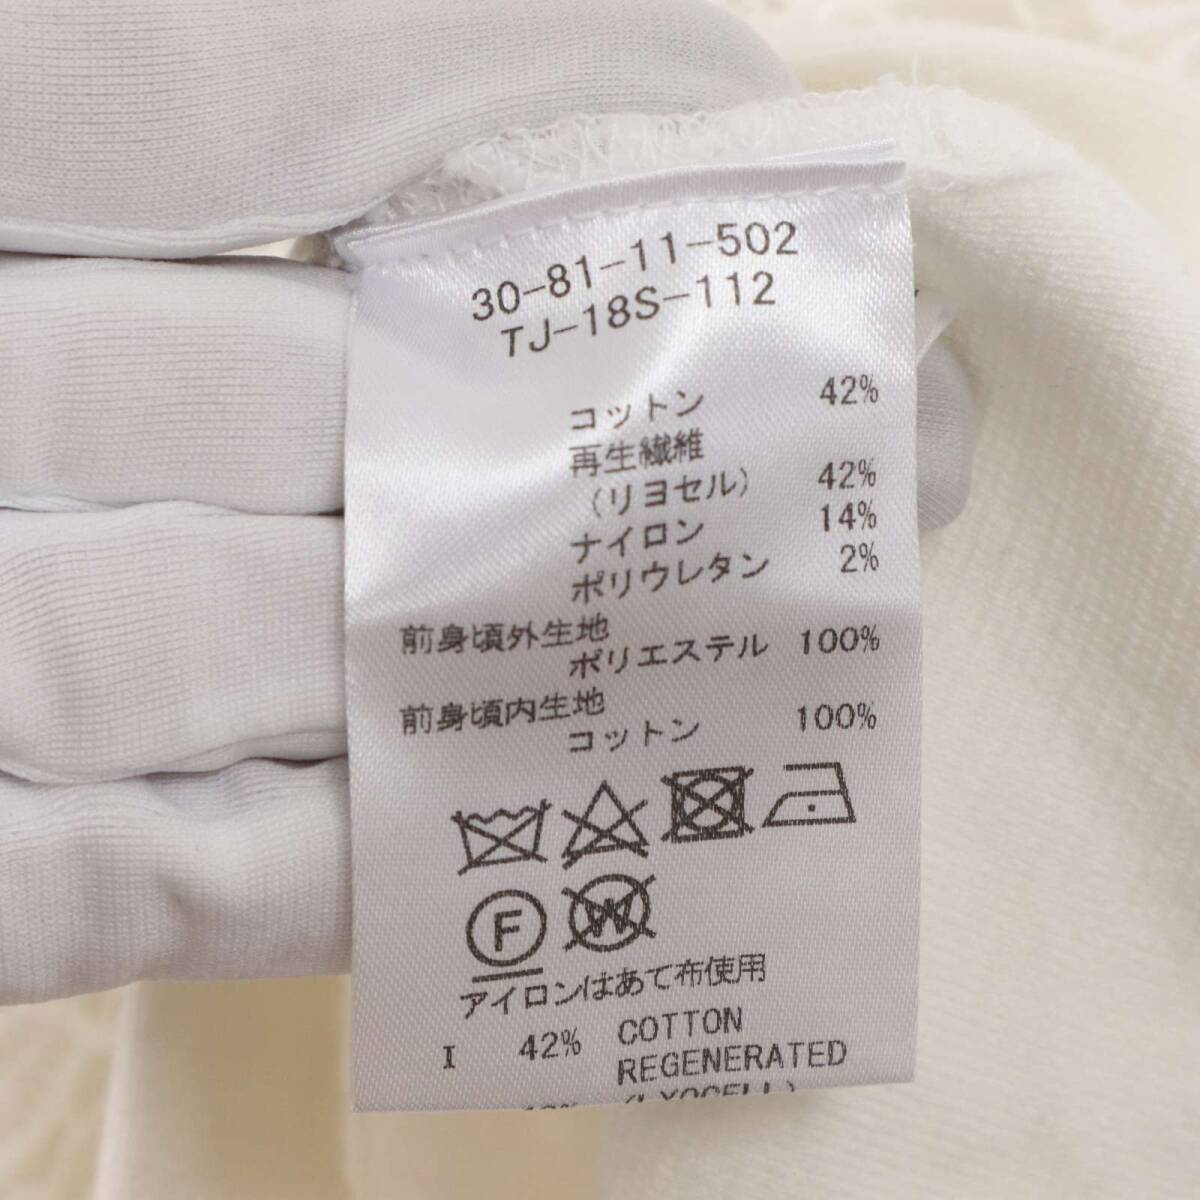 30-81-11-502
TJ-18S-112
コットン 42%
再生繊維
(リヨセル) 42%
ナイロン 14%
ポリウレタン 2%
前身頃外生地
ポリエステル 100%
前身頃内生地
コットン 100%
F W
アイロンはあて布使用
I 42% COTTON
REGENERATED
(LYOCELL)